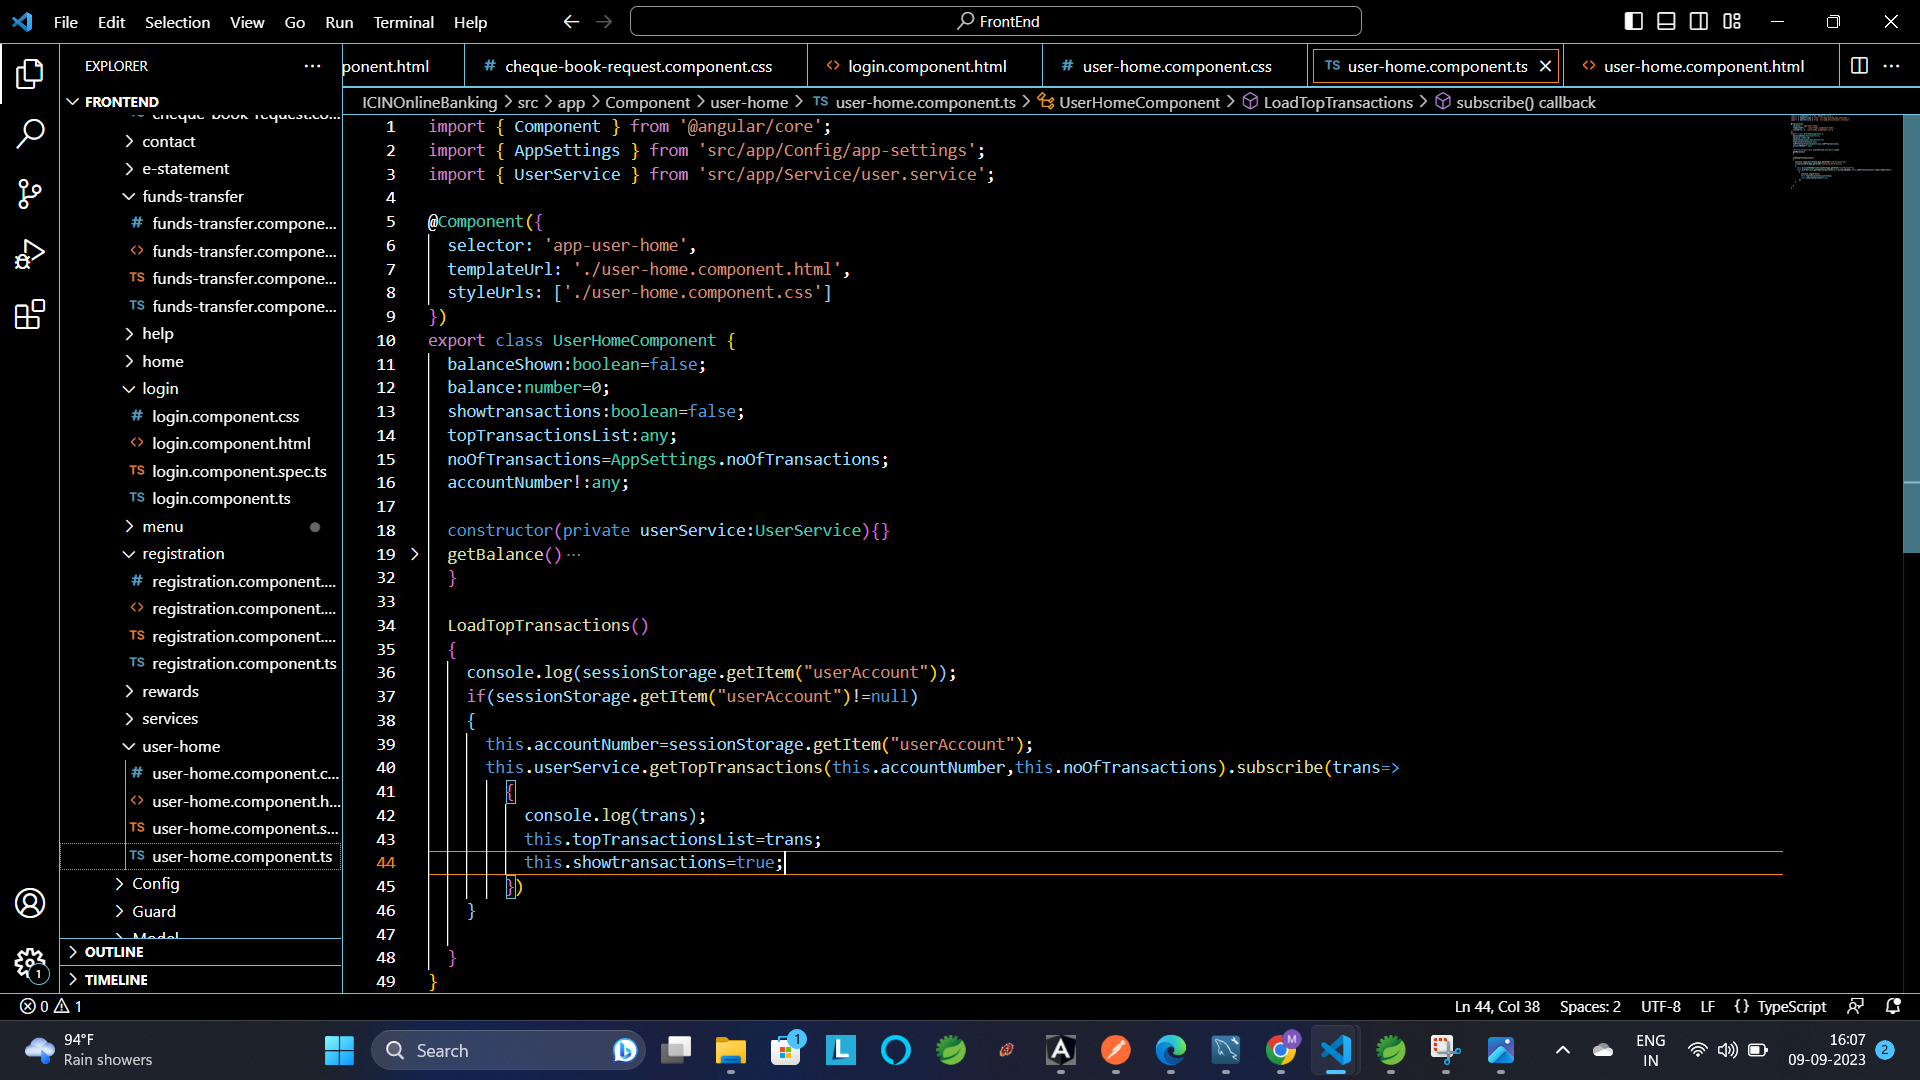 File Edit Selection View Go Run Terminal Help
FrontEnd
EXPLORER
ponent.html
# cheque-book-request.component.css
<> login.component.html
# user-home.component.css
TS user-home.component.ts
<> user-home.component.html
FRONTEND
ICINOnlineBanking > src > app > Component > user-home > TS user-home.component.ts > UserHomeComponent > LoadTopTransactions > subscribe() callback
cheque-book-request.co...
contact
e-statement
funds-transfer
# funds-transfer.compone...
<> funds-transfer.compone...
TS funds-transfer.compone...
TS funds-transfer.compone...
help
home
login
# login.component.css
<> login.component.html
TS login.component.spec.ts
TS login.component.ts
menu
registration
# registration.component....
<> registration.component....
TS registration.component....
TS registration.component.ts
rewards
services
user-home
# user-home.component.c...
<> user-home.component.h...
TS user-home.component.s...
TS user-home.component.ts
Config
Guard
Model
OUTLINE
TIMELINE
1
1 import { Component } from '@angular/core';
2 import { AppSettings } from 'src/app/Config/app-settings';
3 import { UserService } from 'src/app/Service/user.service';
4
5 @Component({
6 selector: 'app-user-home',
7 templateUrl: './user-home.component.html',
8 styleUrls: ['./user-home.component.css']
9 })
10 export class UserHomeComponent {
11 balanceShown:boolean=false;
12 balance:number=0;
13 showtransactions:boolean=false;
14 topTransactionsList:any;
15 noOfTransactions=AppSettings.noOfTransactions;
16 accountNumber!:any;
17
18 constructor(private userService:UserService){}
19 getBalance()...
32 }
33
34 LoadTopTransactions()
35 {
36 console.log(sessionStorage.getItem("userAccount"));
37 if(sessionStorage.getItem("userAccount")!=null)
38 {
39 this.accountNumber=sessionStorage.getItem("userAccount");
40 this.userService.getTopTransactions(this.accountNumber,this.noOfTransactions).subscribe(trans=>
41 {
42 console.log(trans);
43 this.topTransactionsList=trans;
44 this.showtransactions=true;
45 })
46 }
47
48 }
49 }
0 1
Ln 44, Col 38 Spaces: 2 UTF-8 LF {} TypeScript
94°F
Rain showers
Search
1
L
A
M
ENG
IN
16:07
09-09-2023
2